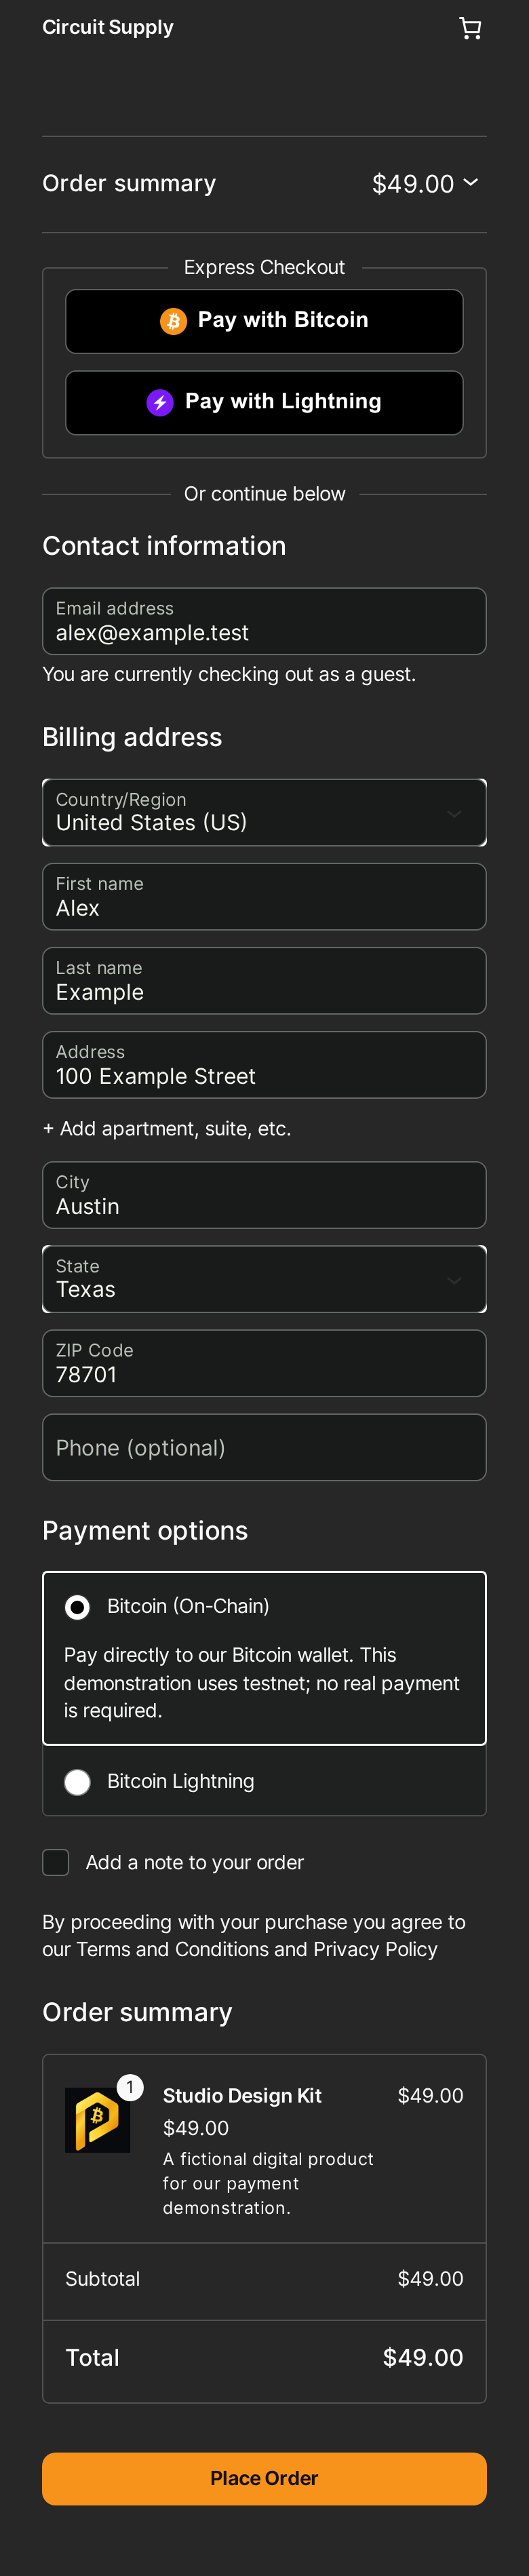 Circuit Supply
Order summary
$49.00
Express Checkout
Pay with Bitcoin
Pay with Lightning
Or continue below
Contact information
Email address
alex@example.test
You are currently checking out as a guest.
Billing address
Country/Region
United States (US)
First name
Alex
Last name
Example
Address
100 Example Street
+ Add apartment, suite, etc.
City
Austin
State
Texas
ZIP Code
78701
Phone (optional)
Payment options
Bitcoin (On-Chain)
Pay directly to our Bitcoin wallet. This
demonstration uses testnet; no real payment
is required.
Bitcoin Lightning
Add a note to your order
By proceeding with your purchase you agree to
our Terms and Conditions and Privacy Policy
Order summary
1
Studio Design Kit $49.00
$49.00
A fictional digital product
for our payment
demonstration.
Subtotal $49.00
Total $49.00
Place Order